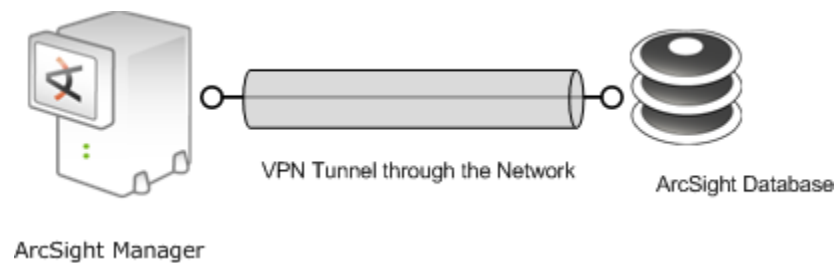 VPN Tunnel through the Network
ArcSight Database
ArcSight Manager